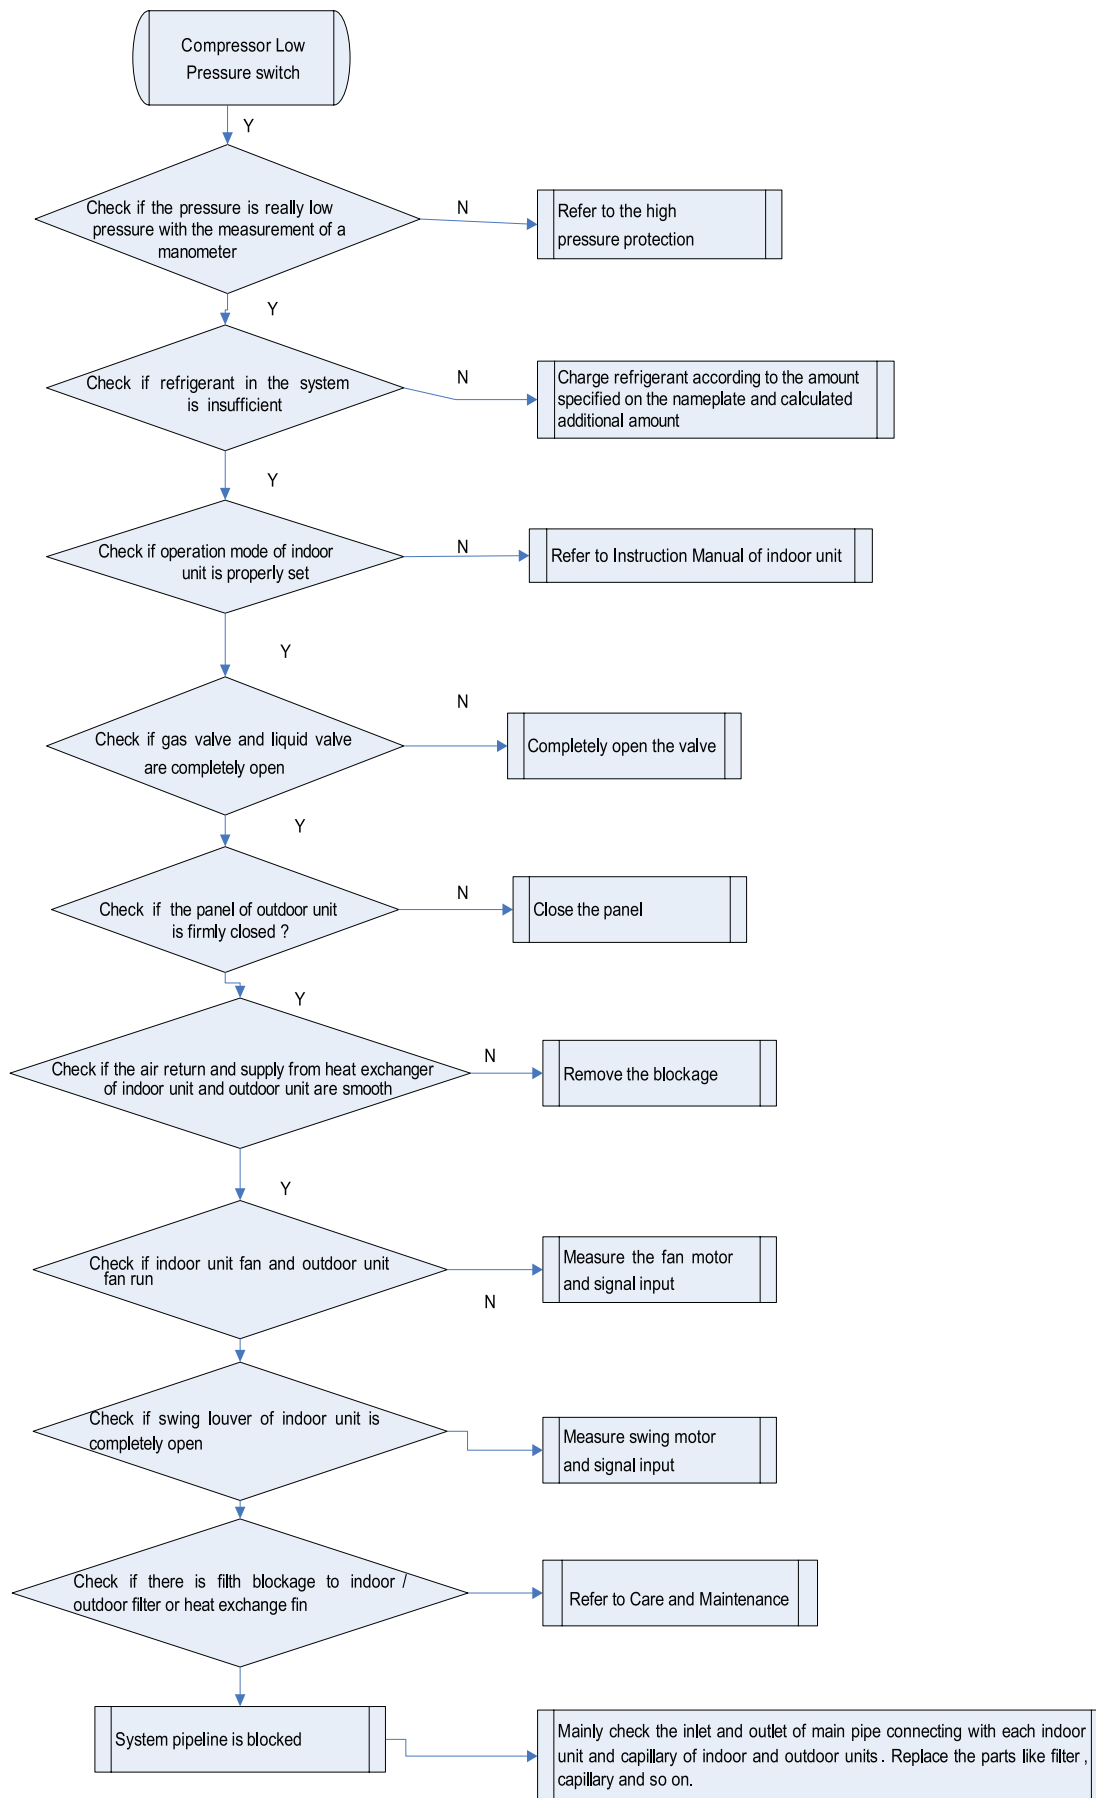 Compressor Low
Pressure switch
Y
Check if the pressure is really low
pressure with the measurement of a
manometer
N
Refer to the high
pressure protection
Y
Check if refrigerant in the system
is insufficient
N
Charge refrigerant according to the amount
specified on the nameplate and calculated
additional amount
Y
Check if operation mode of indoor
unit is properly set
N
Refer to Instruction Manual of indoor unit
Y
Check if gas valve and liquid valve
are completely open
N
Completely open the valve
Y
Check if the panel of outdoor unit
is firmly closed ?
N
Close the panel
Y
Check if the air return and supply from heat exchanger
of indoor unit and outdoor unit are smooth
N
Remove the blockage
Y
Check if indoor unit fan and outdoor unit
fan run
N
Measure the fan motor
and signal input
Check if swing louver of indoor unit is
completely open
Measure swing motor
and signal input
Check if there is filth blockage to indoor /
outdoor filter or heat exchange fin
Refer to Care and Maintenance
System pipeline is blocked
Mainly check the inlet and outlet of main pipe connecting with each indoor
unit and capillary of indoor and outdoor units . Replace the parts like filter ,
capillary and so on.